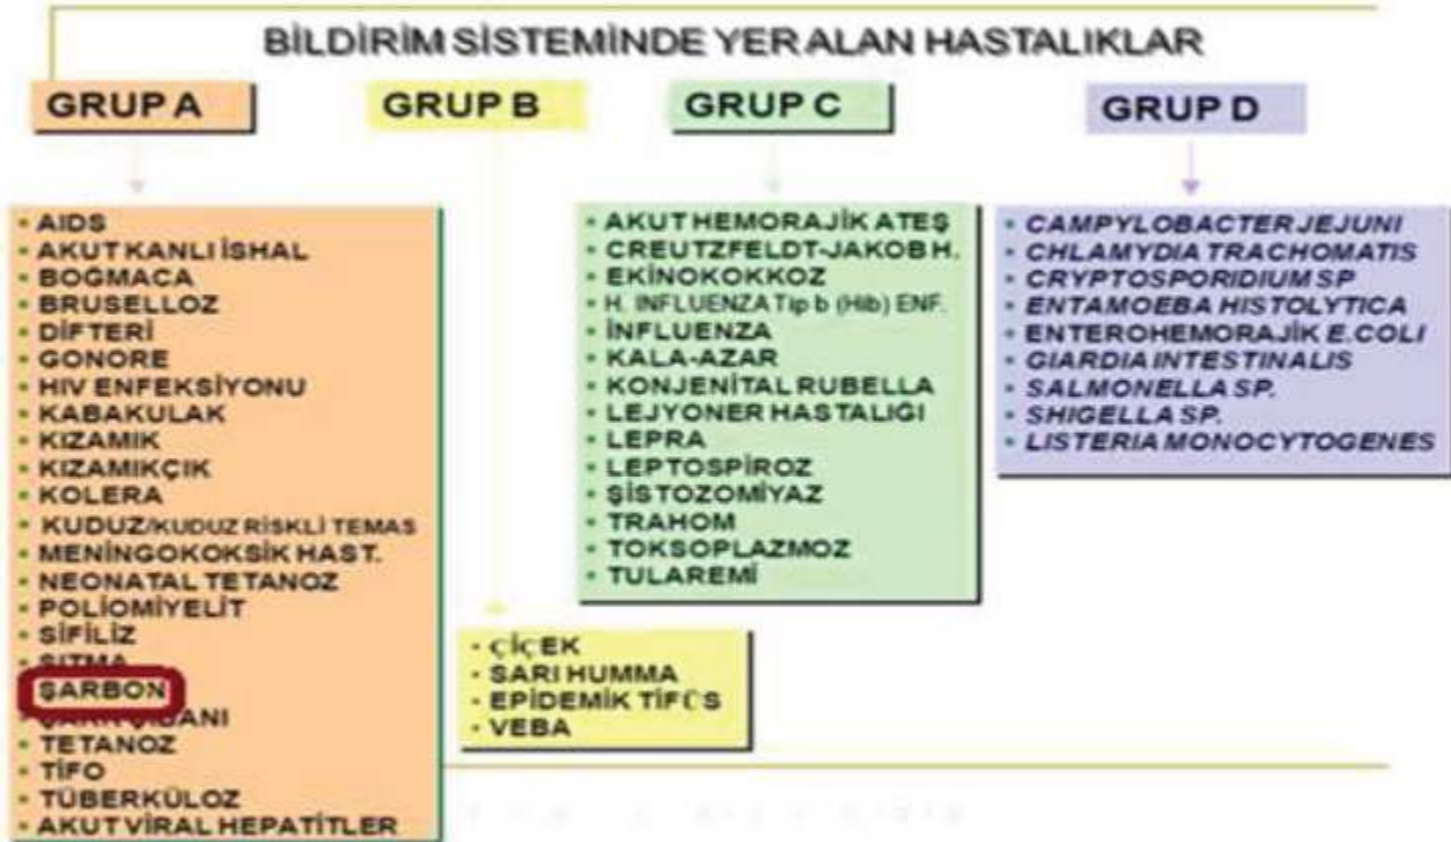 BİLDİRİM SİSTEMİNDE YER ALAN HASTALIKLAR
GRUP A
• AIDS
• AKUT KANLI İSHAL
• BOĞMACA
• BRUSELLOZ
• DİFTERİ
• GONORE
• HIV ENFEKSİYONU
• KABAKULAK
• KIZAMIK
• KIZAMIKÇIK
• KOLERA
• KUDUZ/KUDUZ RİSKLİ TEMAS
• MENİNGOKOKSİK HAST.
• NEONATAL TETANOZ
• POLİOMİYELİT
• SİFİLİZ
• SITMA
ŞARBON
• ŞARK ÇIBANI
• TETANOZ
• TİFO
• TÜBERKÜLOZ
• AKUT VİRAL HEPATİTLER
GRUP B
• ÇİÇEK
• SARI HUMMA
• EPİDEMİK TİFÜS
• VEBA
GRUP C
• AKUT HEMORAJİK ATEŞ
• CREUTZFELDT-JAKOB H.
• EKİNOKOKKOZ
• H. INFLUENZA Tip b (Hib) ENF.
• İNFLUENZA
• KALA-AZAR
• KONJENİTAL RUBELLA
• LEJYONER HASTALIĞI
• LEPRA
• LEPTOSPİROZ
• ŞİSTOZOMİYAZ
• TRAHOM
• TOKSOPLAZMOZ
• TULAREMİ
GRUP D
• CAMPYLOBACTER JEJUNI
• CHLAMYDIA TRACHOMATIS
• CRYPTOSPORIDIUM SP
• ENTAMOEBA HISTOLYTICA
• ENTEROHEMORAJİK E.COLI
• GIARDIA INTESTINALIS
• SALMONELLA SP.
• SHIGELLA SP.
• LISTERIA MONOCYTOGENES